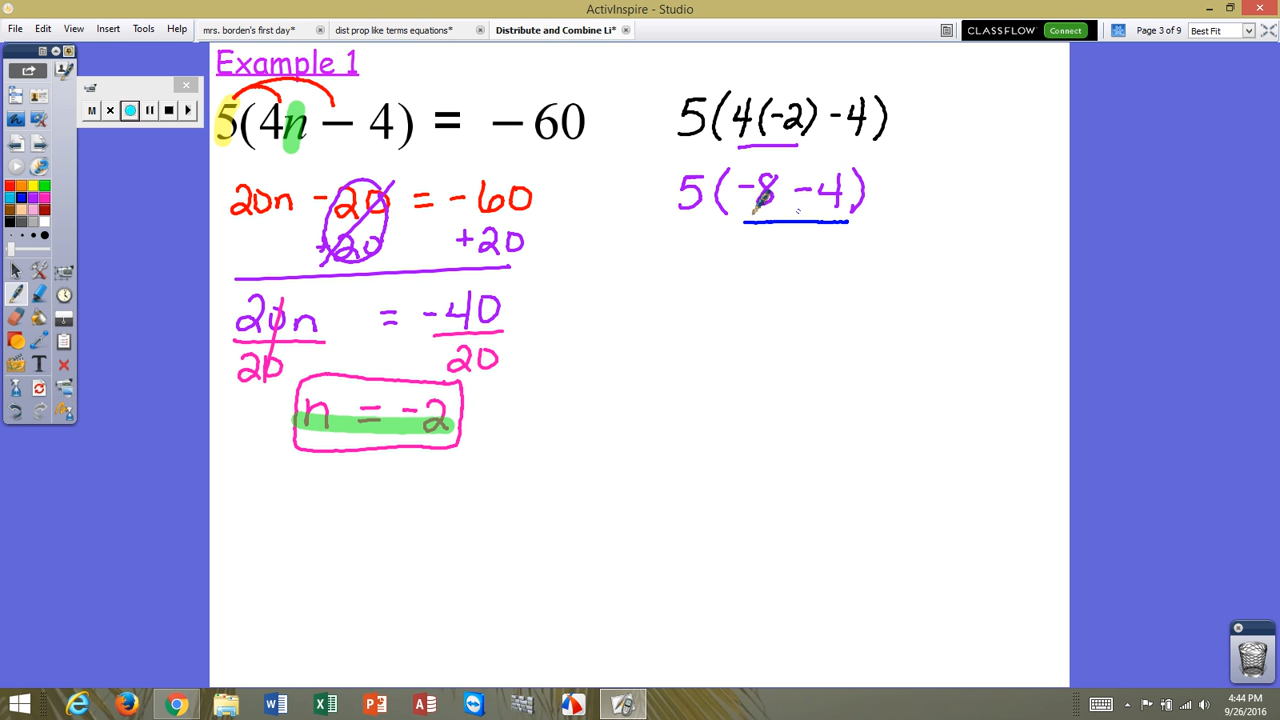 ActivInspire - Studio
File Edit View Insert Tools Help
mrs. borden's first day* × dist prop like terms equations* × Distribute and Combine Li* ×
CLASSFLOW Connect Page 3 of 9 Best Fit
M
Example 1
5(4n − 4) = − 60
20n - 20 = - 60
+ 20 + 20
20n = - 40
20 20
n = - 2
5(4(-2) - 4)
5( -8 - 4)
4:44 PM
9/26/2016